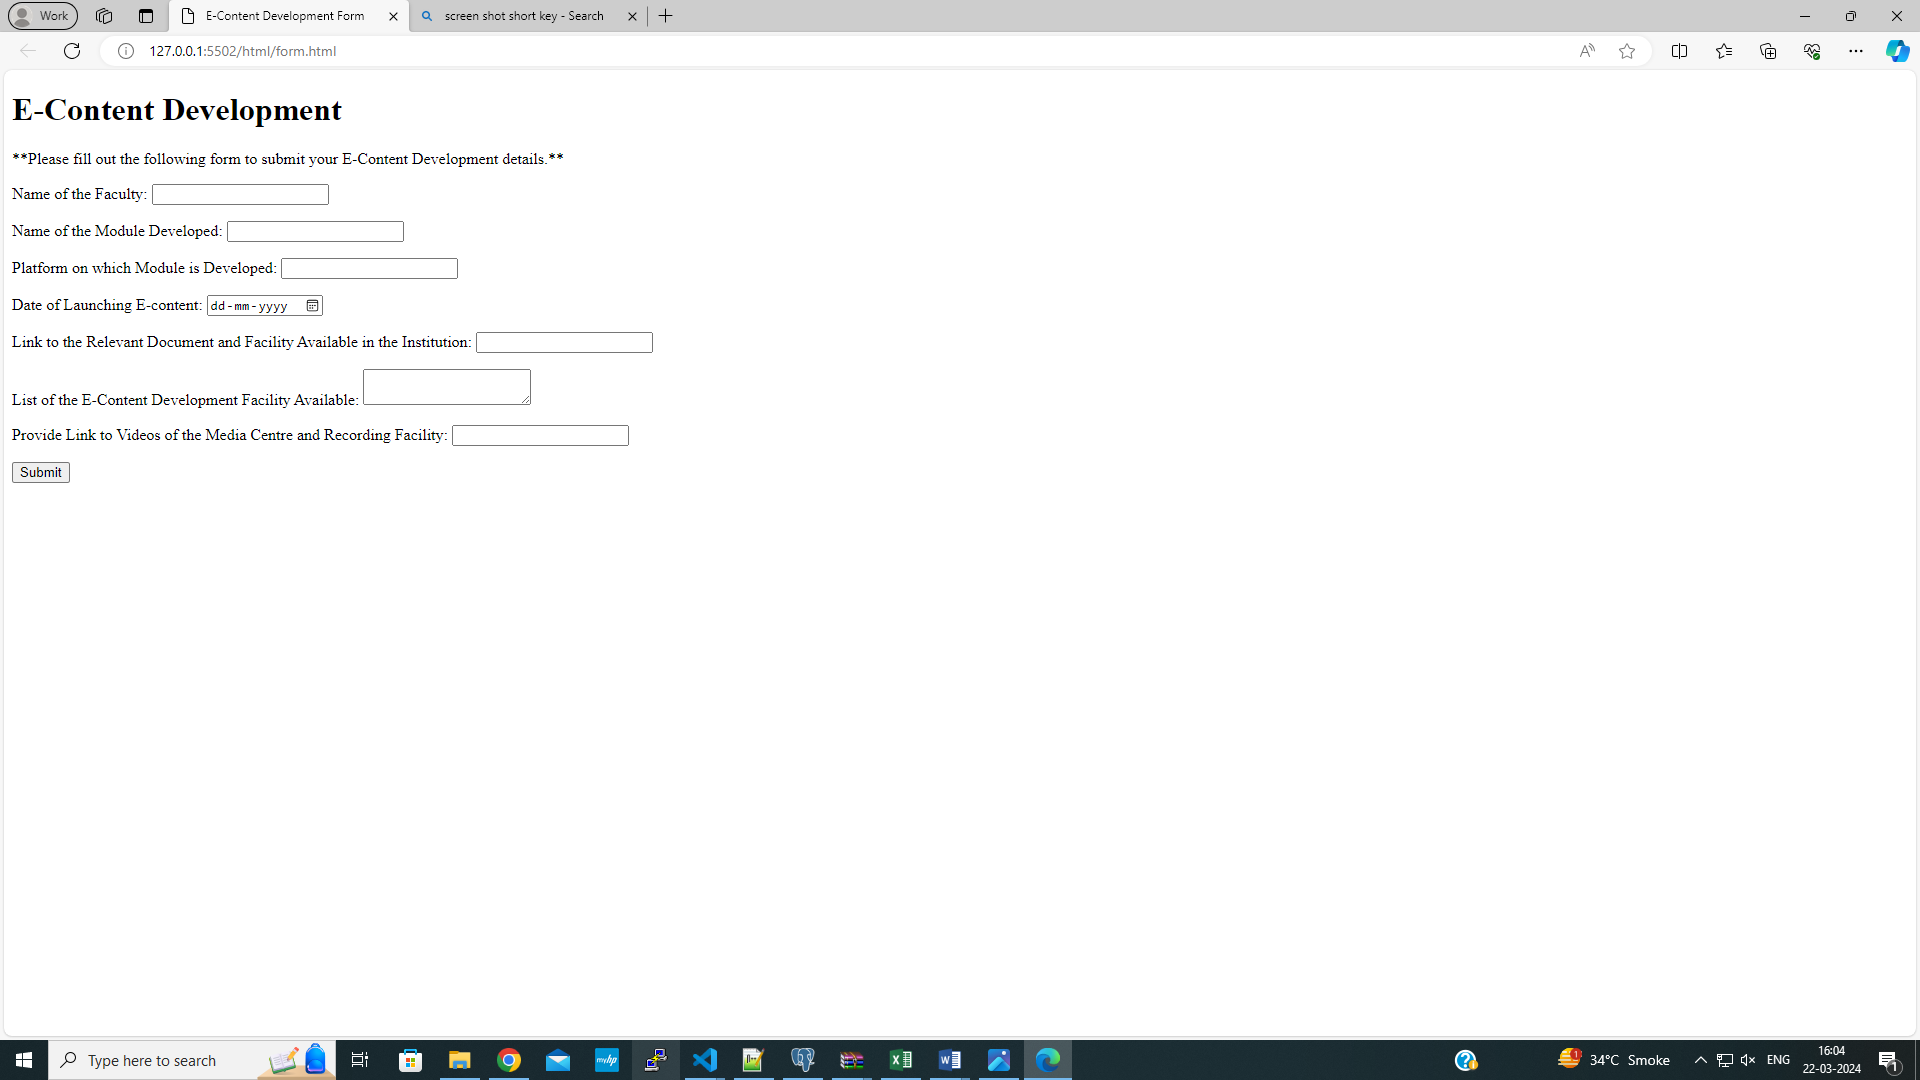 Work
E-Content Development Form
screen shot short key - Search
127.0.0.1:5502/html/form.html
E-Content Development
**Please fill out the following form to submit your E-Content Development details.**
Name of the Faculty:
Name of the Module Developed:
Platform on which Module is Developed:
Date of Launching E-content: dd-mm-yyyy
Link to the Relevant Document and Facility Available in the Institution:
List of the E-Content Development Facility Available:
Provide Link to Videos of the Media Centre and Recording Facility:
Submit
Type here to search
myhp
1
34°C Smoke
ENG
16:04
22-03-2024
1